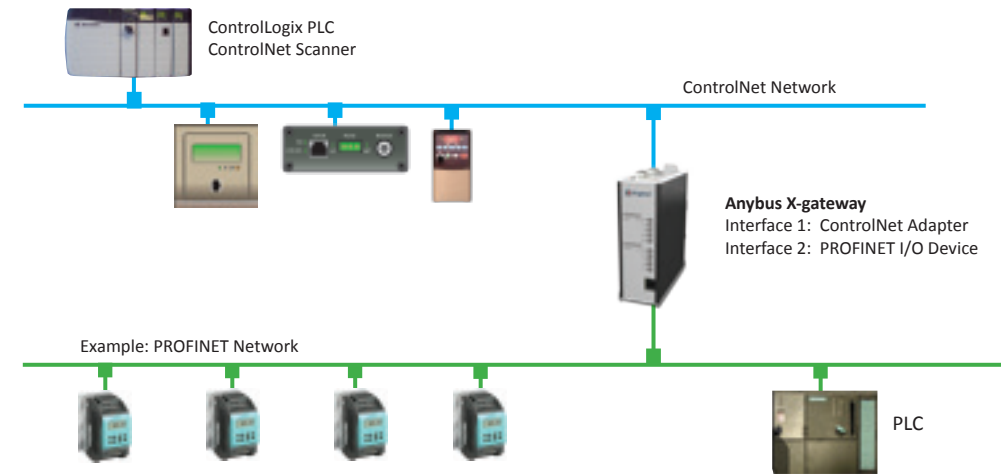 ControlLogix PLC
ControlNet Scanner
ControlNet Network
Anybus X-gateway
Interface 1: ControlNet Adapter
Interface 2: PROFINET I/O Device
Example: PROFINET Network
PLC